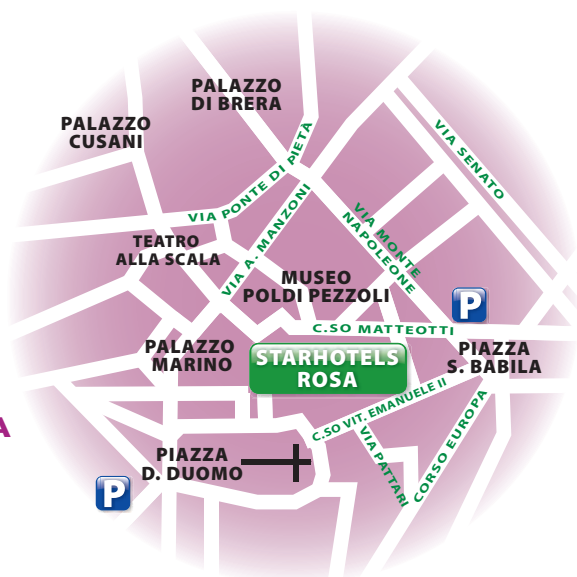 PALAZZO
DI BRERA
PALAZZO
CUSANI
VIA PONTE DI PIETÀ
VIA SENATO
TEATRO
ALLA SCALA
VIA A. MANZONI
VIA MONTE
NAPOLEONE
MUSEO
POLDI PEZZOLI
P
C.SO MATTEOTTI
PALAZZO
MARINO
STARHOTELS
ROSA
PIAZZA
S. BABILA
C.SO VIT. EMANUELE II
A
VIA PATTARI
CORSO EUROPA
PIAZZA
D. DUOMO
P